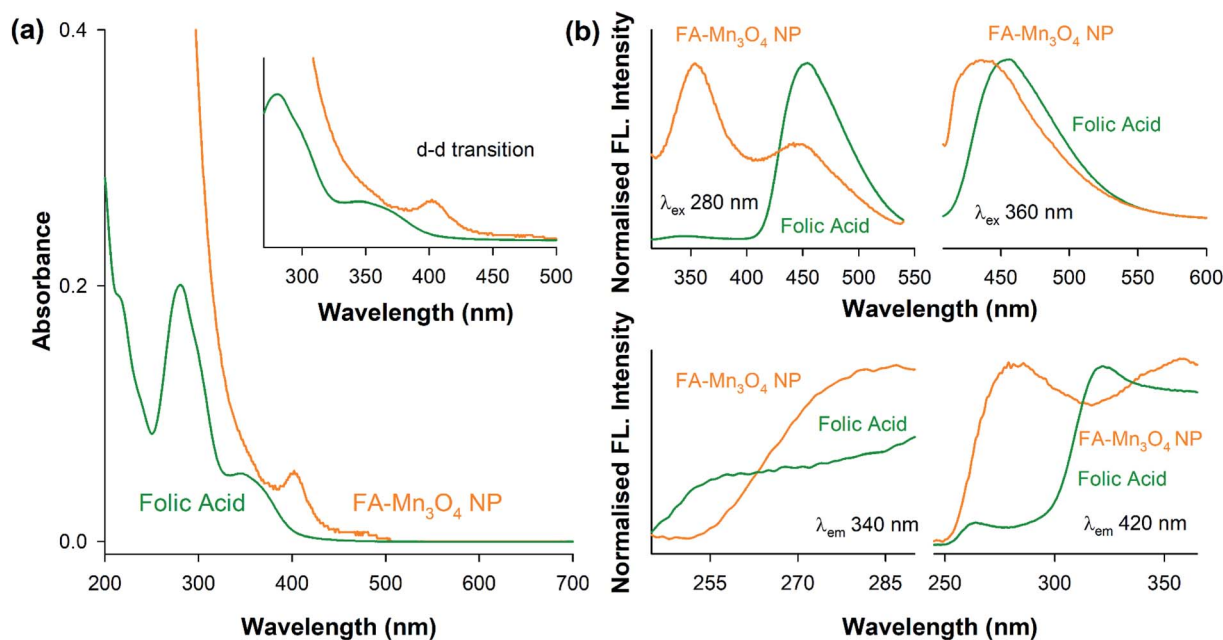 (a)
0.4
0.2
0.0
Absorbance
200
300
400
500
600
700
Wavelength (nm)
Folic Acid
FA-Mn₃O₄ NP
d-d transition
300
350
400
450
500
Wavelength (nm)
(b)
Normalised FL. Intensity
FA-Mn₃O₄ NP
λex 280 nm
Folic Acid
350
400
450
500
550
Wavelength (nm)
FA-Mn₃O₄ NP
Folic Acid
λex 360 nm
450
500
550
600
Wavelength (nm)
Normalised FL. Intensity
FA-Mn₃O₄ NP
Folic Acid
λem 340 nm
255
270
285
Wavelength (nm)
FA-Mn₃O₄ NP
Folic Acid
λem 420 nm
250
300
350
Wavelength (nm)